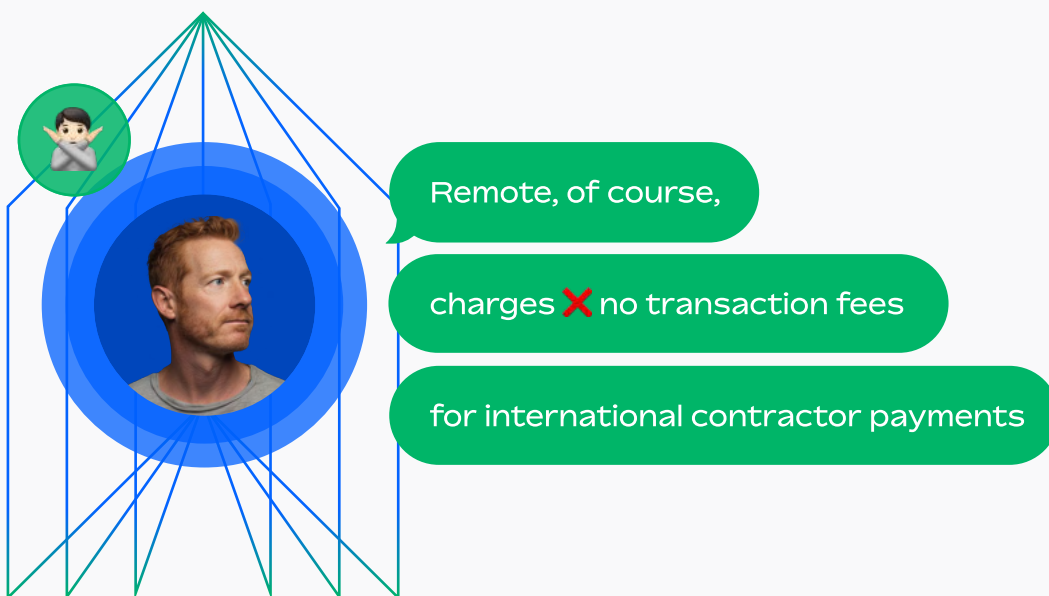 Remote, of course,
charges ❌ no transaction fees
for international contractor payments